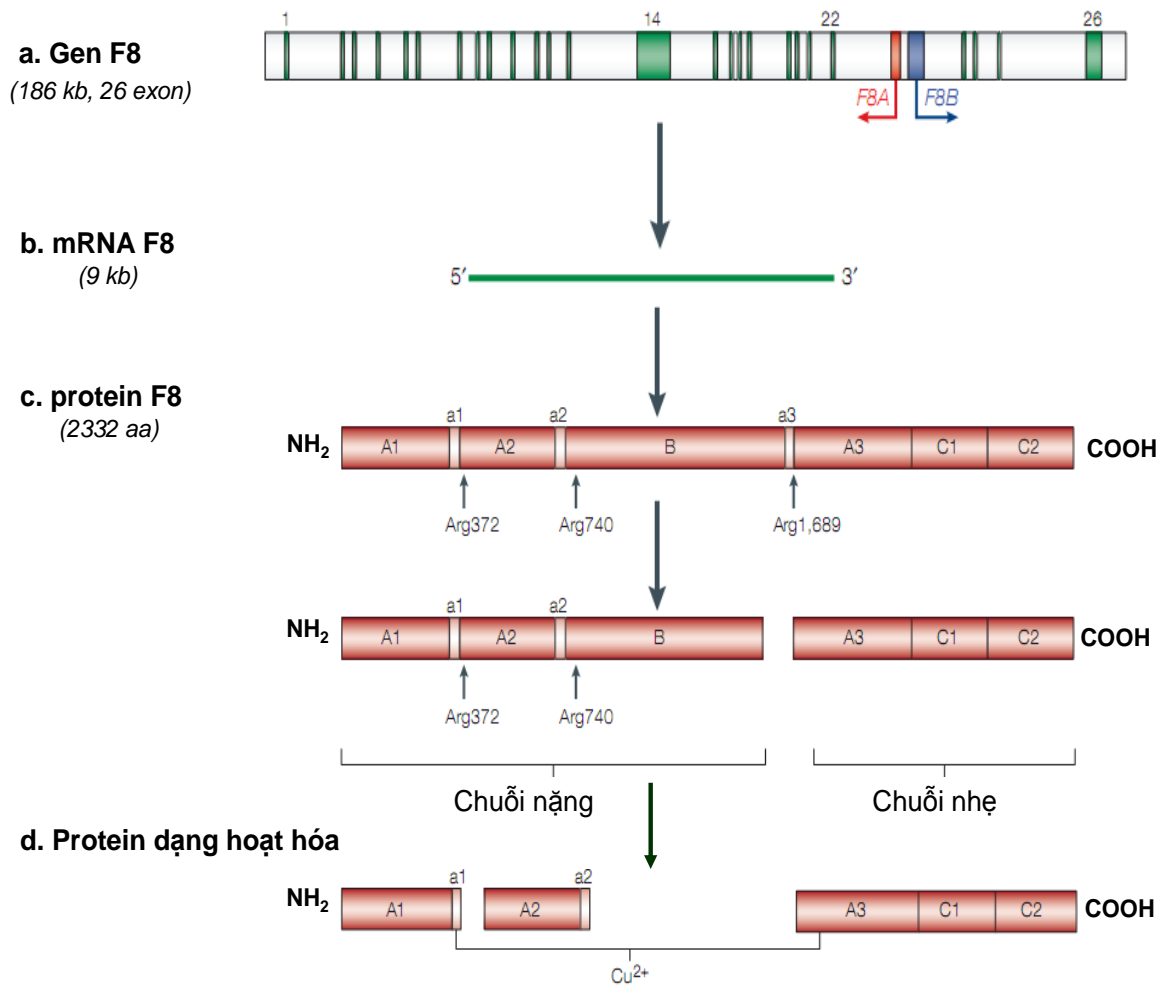 1 14 22 26
a. Gen F8
(186 kb, 26 exon)
F8A F8B
b. mRNA F8
(9 kb)
5′ 3′
c. protein F8
(2332 aa)
a1 a2 a3
NH₂ A1 A2 B A3 C1 C2 COOH
Arg372 Arg740 Arg1,689
a1 a2
NH₂ A1 A2 B A3 C1 C2 COOH
Arg372 Arg740
Chuỗi nặng Chuỗi nhẹ
d. Protein dạng hoạt hóa
a1 a2
NH₂ A1 A2 A3 C1 C2 COOH
Cu²⁺